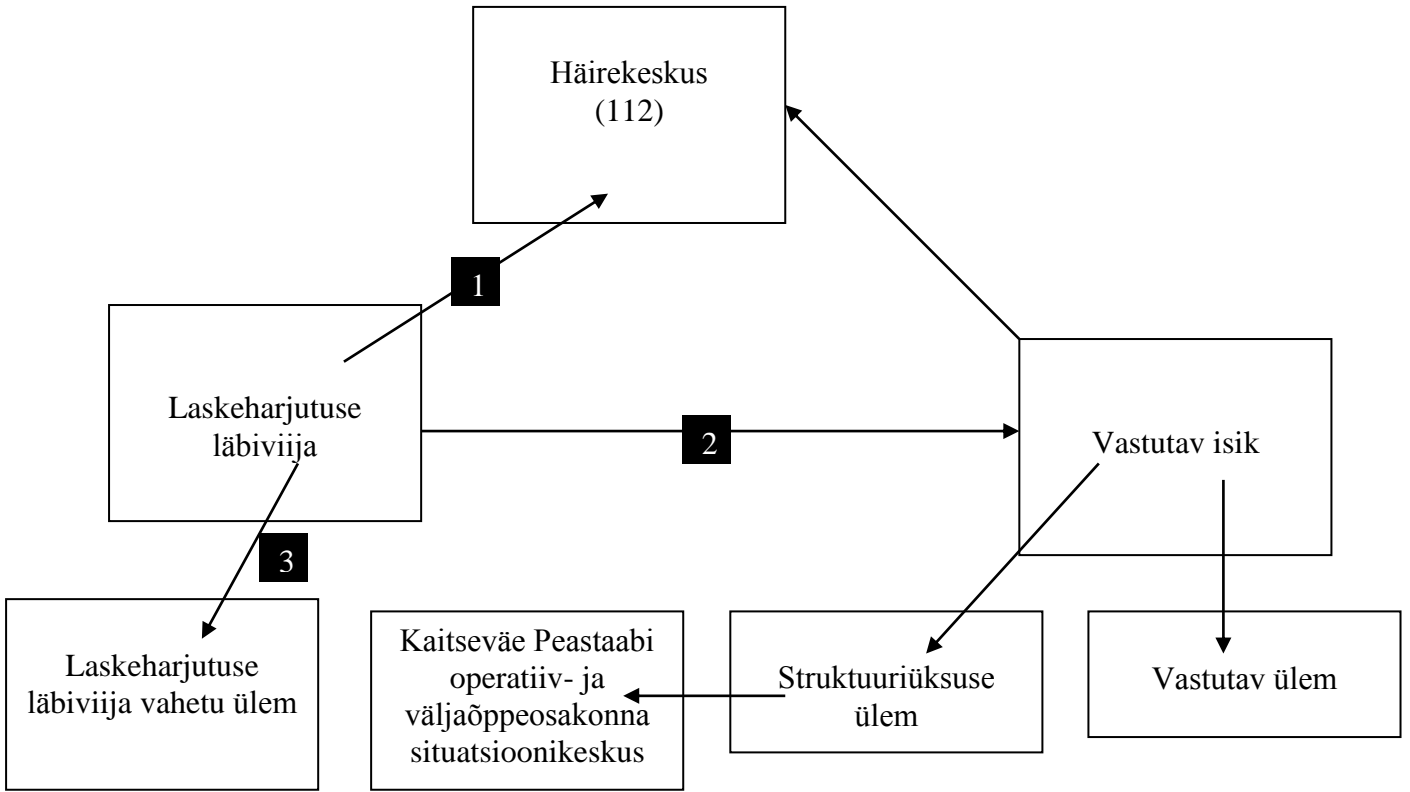 Häirekeskus
(112)
1
Laskeharjutuse
läbiviija
2
Vastutav isik
3
Laskeharjutuse
läbiviija vahetu ülem
Kaitseväe Peastaabi
operatiiv- ja
väljaõppeosakonna
situatsioonikeskus
Struktuuriüksuse
ülem
Vastutav ülem